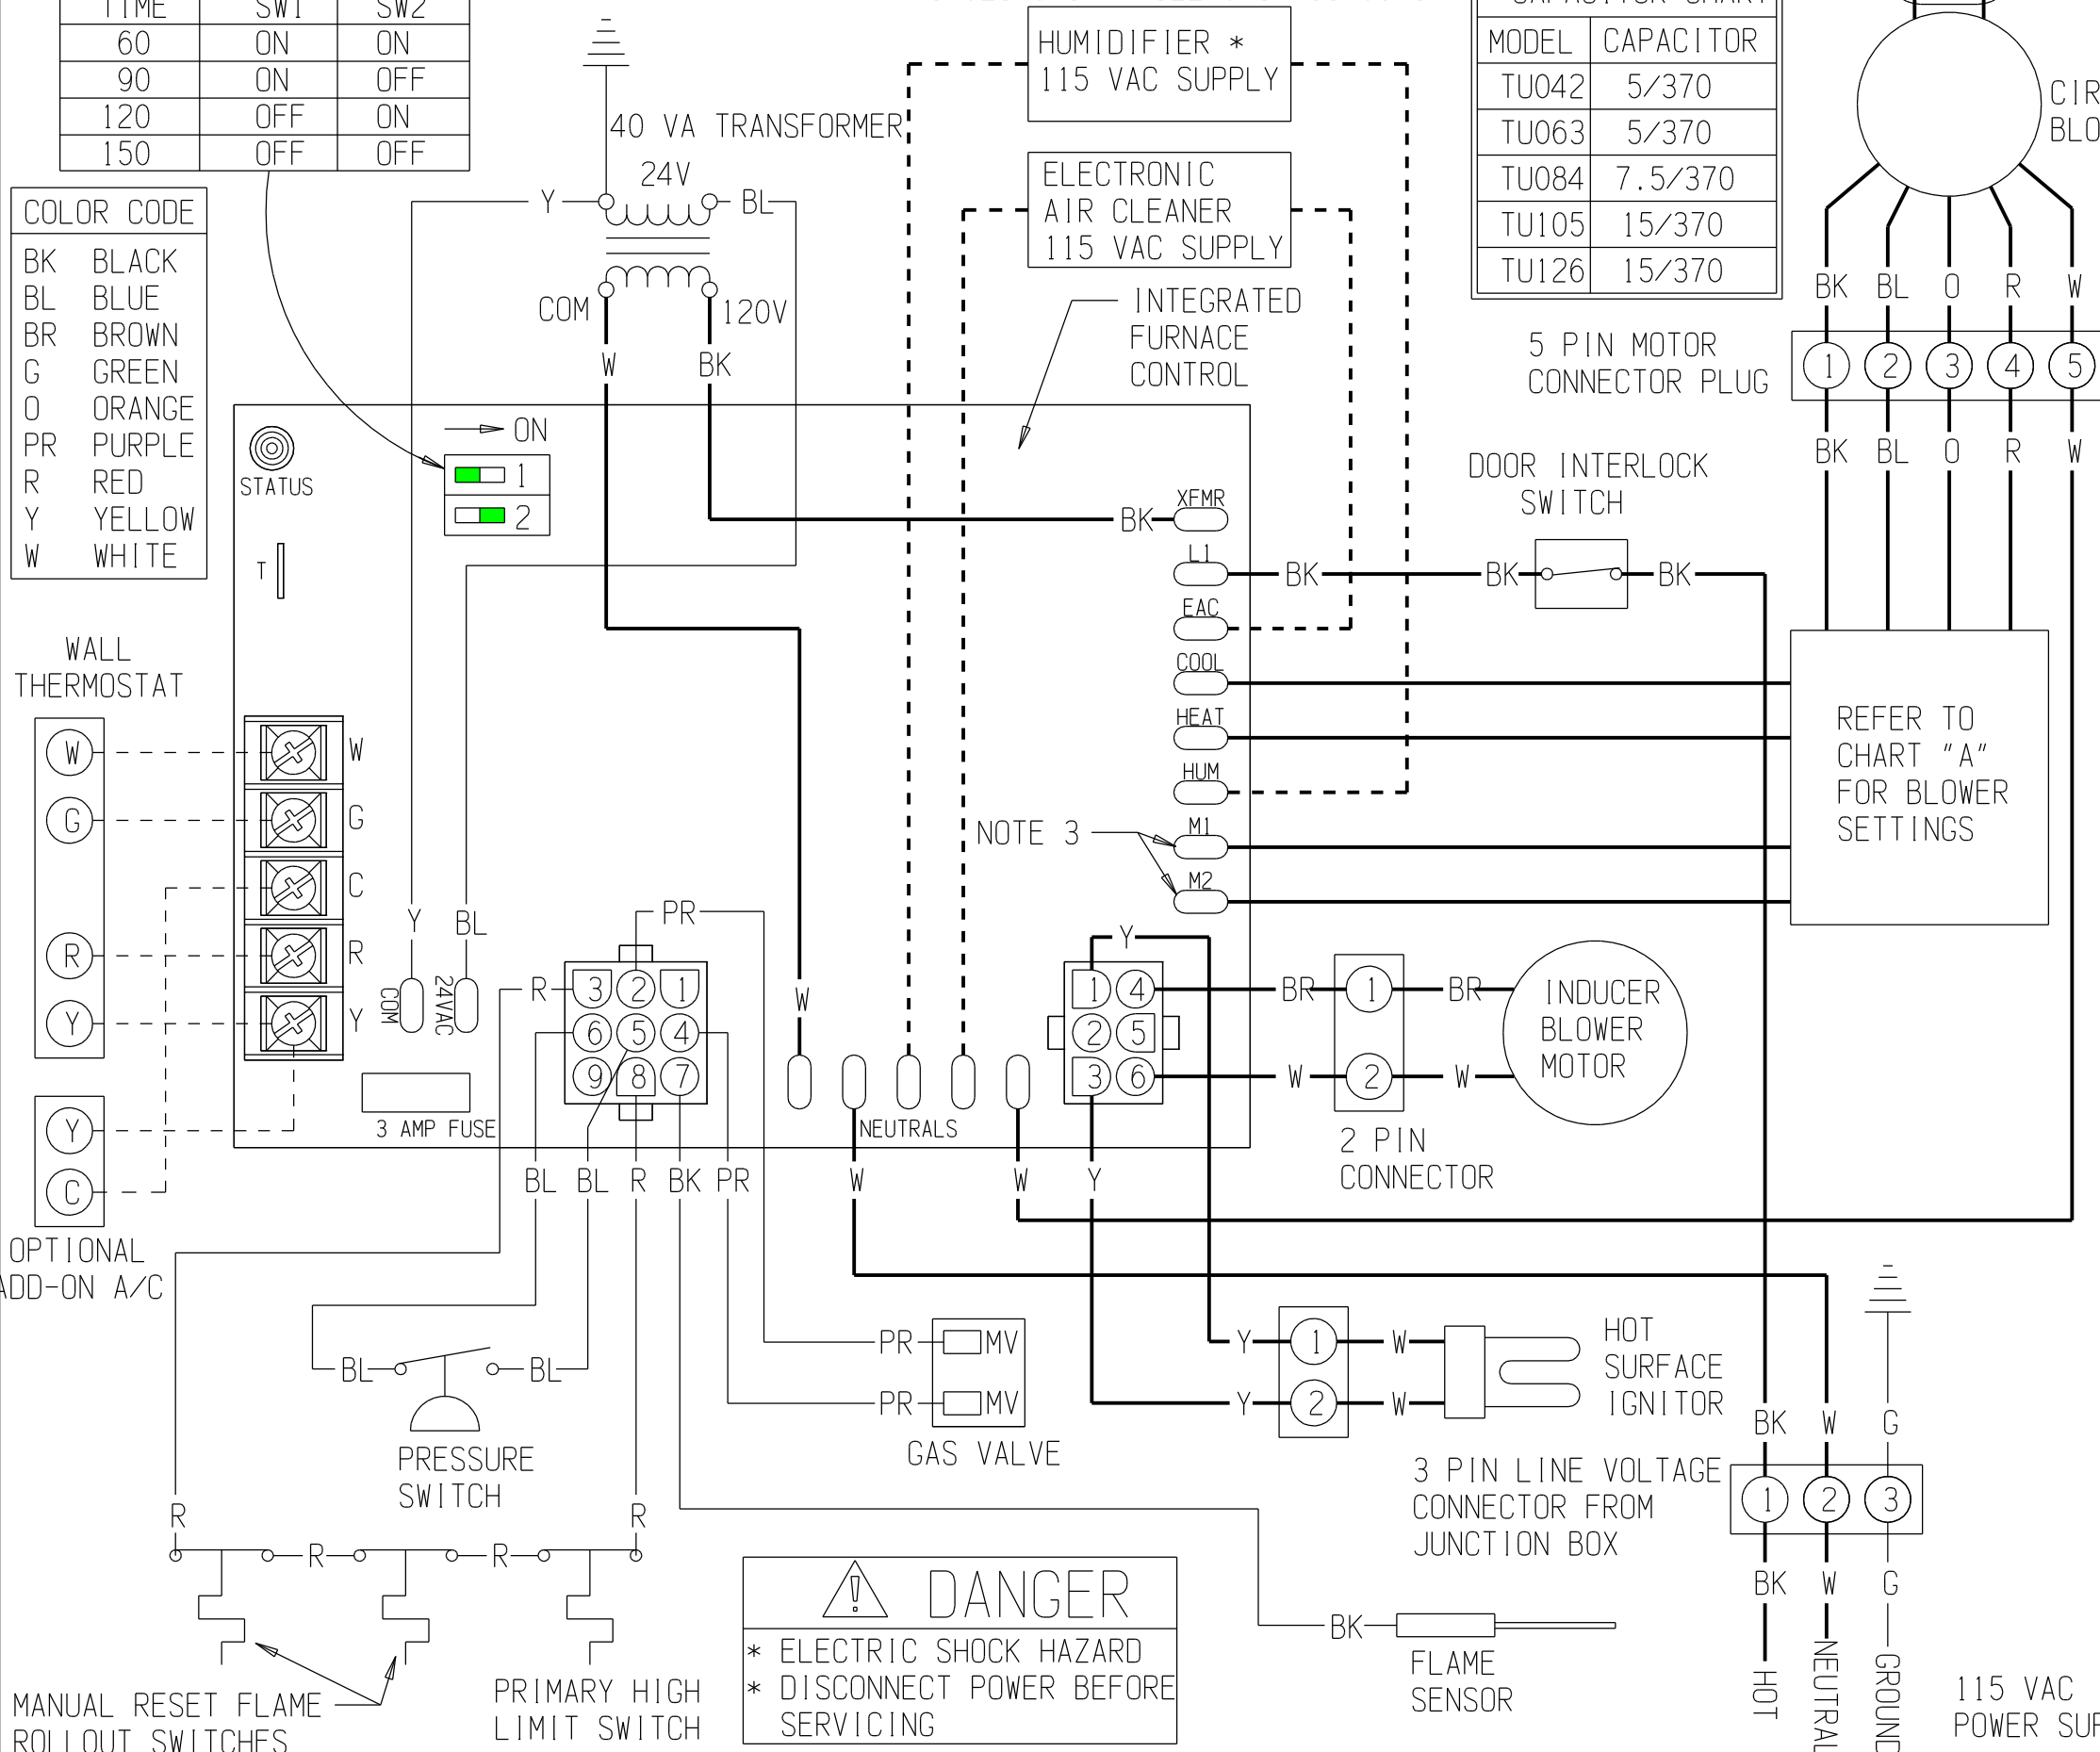 TIME SW1 SW2
60 ON ON
90 ON OFF
120 OFF ON
150 OFF OFF
COLOR CODE
BK BLACK
BL BLUE
BR BROWN
G GREEN
O ORANGE
PR PURPLE
R RED
Y YELLOW
W WHITE
40 VA TRANSFORMER
24V
Y
BL
COM
120V
W
BK
HUMIDIFIER *
115 VAC SUPPLY
ELECTRONIC
AIR CLEANER
115 VAC SUPPLY
INTEGRATED
FURNACE
CONTROL
MODEL CAPACITOR
TU042 5/370
TU063 5/370
TU084 7.5/370
TU105 15/370
TU126 15/370
BK BL O R W
5 PIN MOTOR
CONNECTOR PLUG
1 2 3 4 5
BK BL O R W
STATUS
ON
1
2
T
DOOR INTERLOCK
SWITCH
BK
XFMR
L1
BK
BK
BK
EAC
COOL
HEAT
HUM
NOTE 3
M1
M2
REFER TO
CHART "A"
FOR BLOWER
SETTINGS
WALL
THERMOSTAT
W
G
R
Y
W
G
C
R
Y
Y
BL
COM
24VAC
3 AMP FUSE
Y
C
OPTIONAL
ADD-ON A/C
PR
R
3 2 1
6 5 4
9 8 7
W
NEUTRALS
Y
1 4
2 5
3 6
BR
1
BR
W
2
W
INDUCER
BLOWER
MOTOR
2 PIN
CONNECTOR
BL BL R BK PR
W
W
Y
BL
BL
PRESSURE
SWITCH
PR
MV
PR
MV
GAS VALVE
Y
1
W
Y
2
W
HOT
SURFACE
IGNITOR
BK W G
3 PIN LINE VOLTAGE
CONNECTOR FROM
JUNCTION BOX
1 2 3
BK W G
HOT
NEUTRAL
GROUND
115 VAC
R
R
R
R
MANUAL RESET FLAME
ROLLOUT SWITCHES
PRIMARY HIGH
LIMIT SWITCH
! DANGER
* ELECTRIC SHOCK HAZARD
* DISCONNECT POWER BEFORE
SERVICING
BK
FLAME
SENSOR